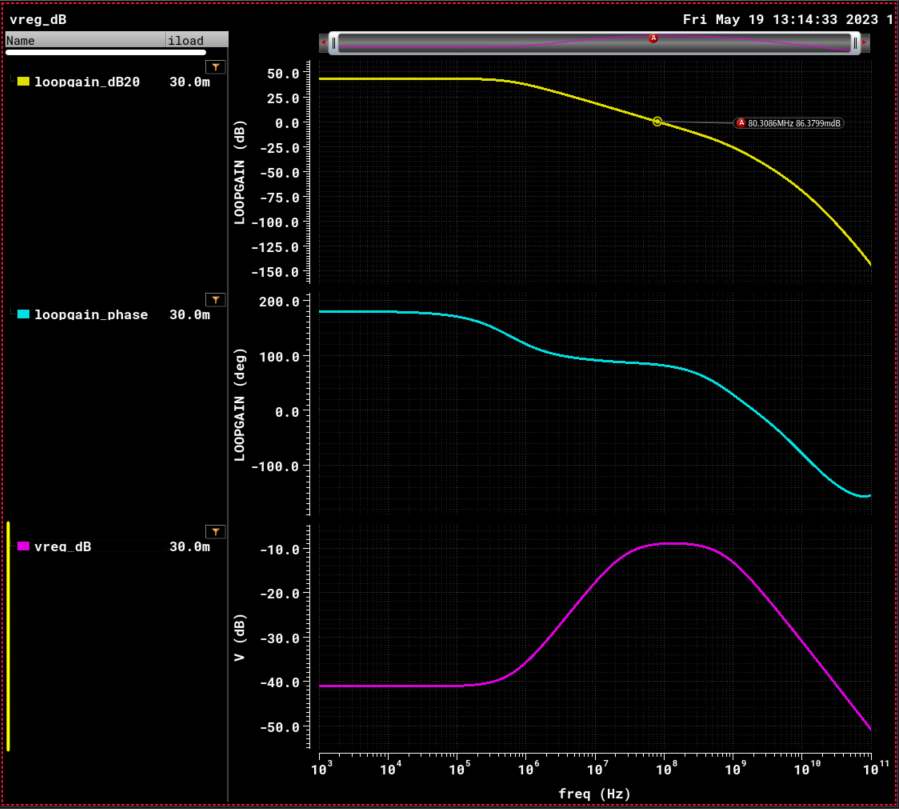 vreg_dB
Fri May 19 13:14:33 2023 1
Name iload
A
loopgain_dB20 30.0m
50.0
25.0
0.0
-25.0
-50.0
-75.0
-100.0
-125.0
-150.0
LOOPGAIN (dB)
A 80.3086MHz 86.3799mdB
loopgain_phase 30.0m
200.0
100.0
0.0
-100.0
LOOPGAIN (deg)
vreg_dB 30.0m
-10.0
-20.0
-30.0
-40.0
-50.0
V (dB)
10³ 10⁴ 10⁵ 10⁶ 10⁷ 10⁸ 10⁹ 10¹⁰ 10¹¹
freq (Hz)